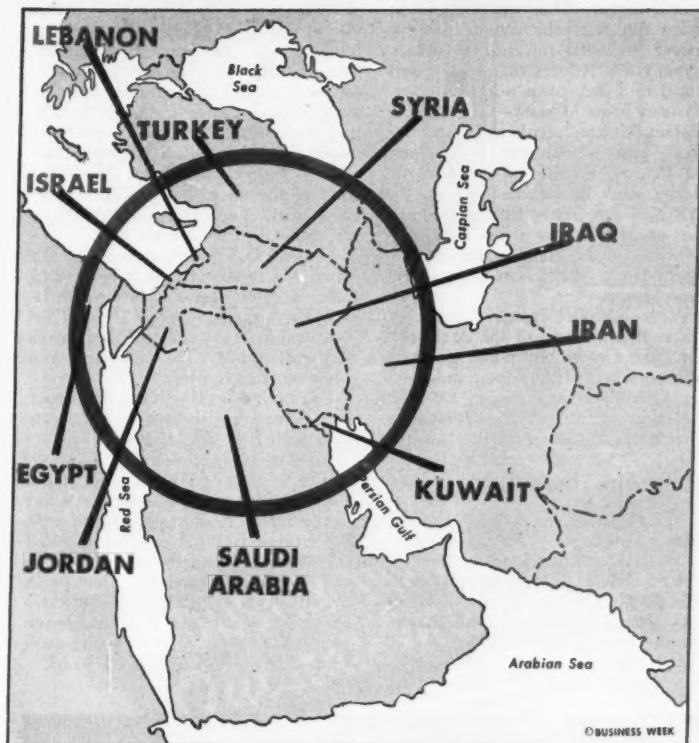 LEBANON
Black
Sea
TURKEY
SYRIA
ISRAEL
Caspian Sea
IRAQ
IRAN
EGYPT
Red Sea
Persian Gulf
KUWAIT
JORDAN
SAUDI
ARABIA
Arabian Sea
©BUSINESS WEEK